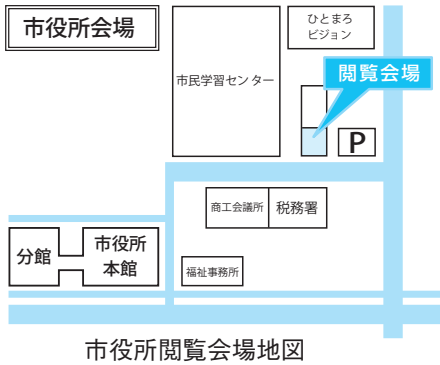 市役所会場
ひとまろ
ビジョン
市民学習センター
閲覧会場
P
商工会議所
税務署
分館
市役所
本館
福祉事務所
市役所閲覧会場地図